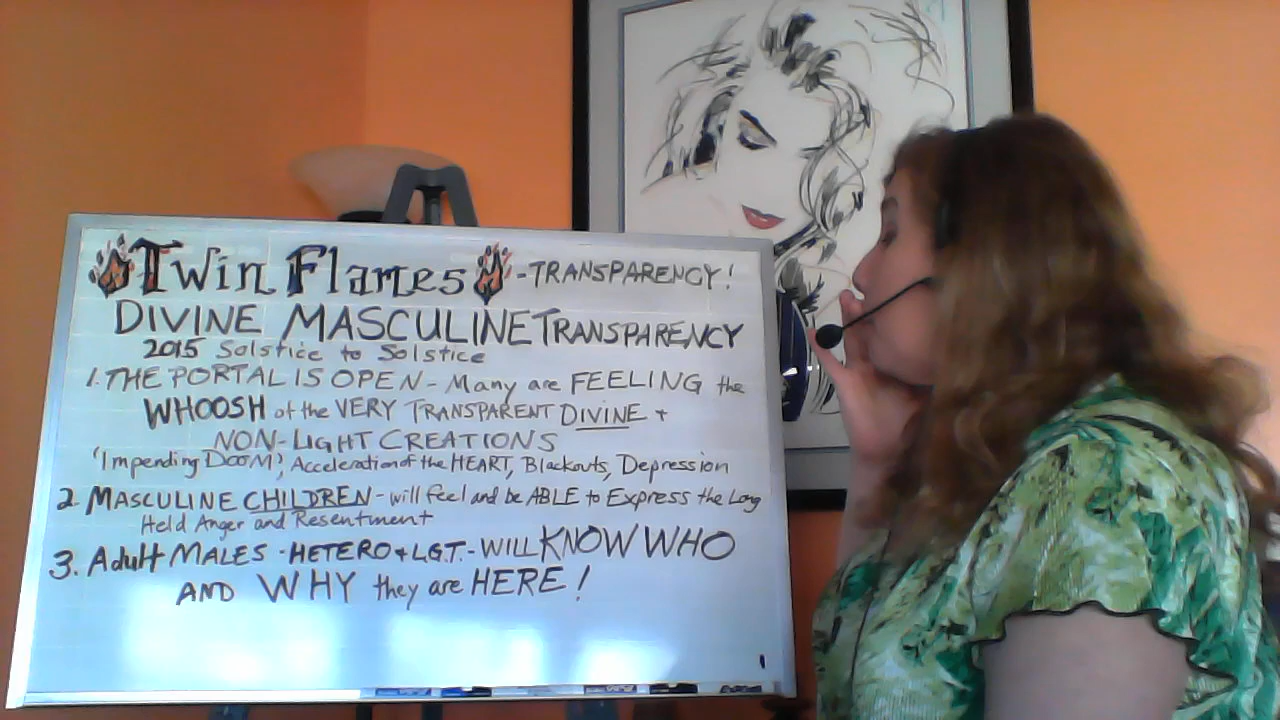 Twin Flames - TRANSPARENCY!
DIVINE MASCULINE TRANSPARENCY
2015 Solstice to Solstice
1. THE PORTAL IS OPEN - Many are FEELING the
WHOOSH of the VERY TRANSPARENT DIVINE +
NON-LIGHT CREATIONS
'Impending DOOM', Acceleration of the HEART, Blackouts, Depression
2. MASCULINE CHILDREN - will feel and be ABLE to Express the Long
Held Anger and Resentment
3. Adult MALES - HETERO + L.G.T. - WILL KNOW WHO
AND WHY they are HERE!